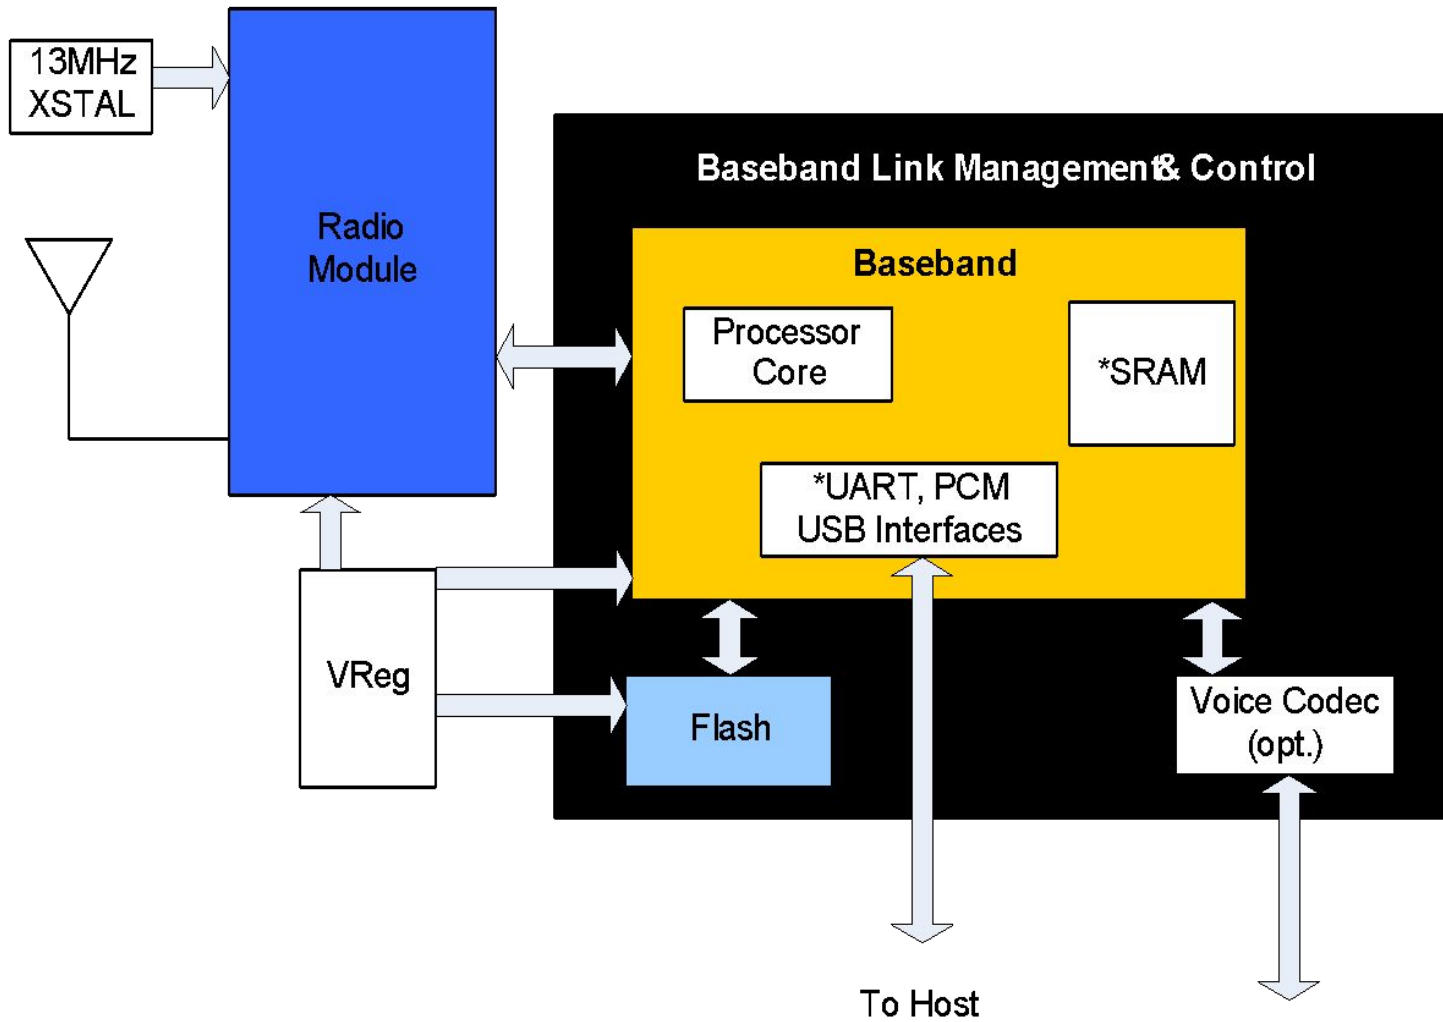 13MHz
XSTAL
Radio
Module
Baseband Link Management& Control
Baseband
Processor
Core
*SRAM
*UART, PCM
USB Interfaces
VReg
Flash
Voice Codec
(opt.)
To Host